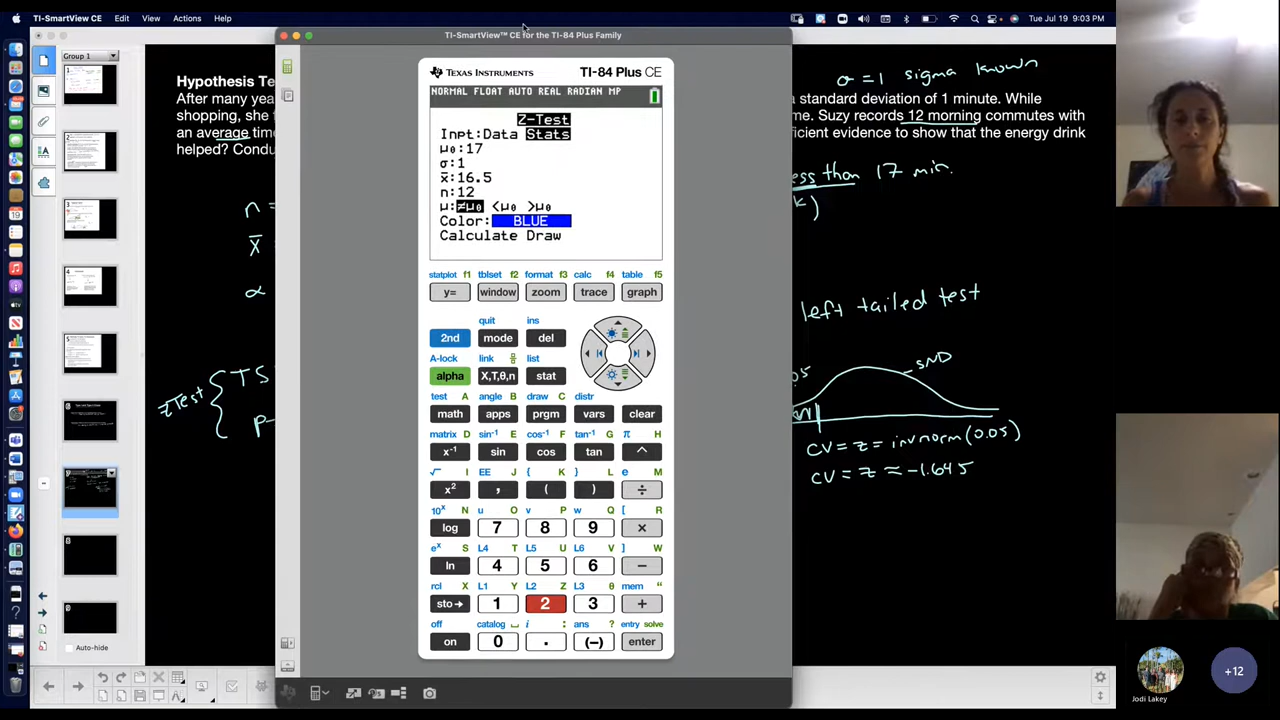 TI-SmartView CE Edit View Actions Help
Tue Jul 19 9:03 PM
TI-SmartView™ CE for the TI-84 Plus Family
Group 1
Hypothesis Te
After many yea
shopping, she
an average time
a standard deviation of 1 minute. While
me. Suzy records 12 morning commutes with
ficient evidence to show that the energy drink
helped? Condu
σ = 1 sigma known
ess than 17 min.
k)
n =
x̄
α
left tailed test
zTest { TS
P-
SND
CV = z = invnorm(0.05)
CV = z ≈ -1.645
TEXAS INSTRUMENTS TI-84 Plus CE
NORMAL FLOAT AUTO REAL RADIAN MP
Z-Test
Inpt:Data Stats
μ₀:17
σ:1
x̄:16.5
n:12
μ:≠μ₀ <μ₀ >μ₀
Color: BLUE
Calculate Draw
statplot f1 tblset f2 format f3 calc f4 table f5
y= window zoom trace graph
quit ins
2nd mode del
A-lock link list
alpha X,T,θ,n stat
test A angle B draw C distr
math apps prgm vars clear
matrix D sin⁻¹ E cos⁻¹ F tan⁻¹ G π H
x⁻¹ sin cos tan ^
√ I EE J { K } L e M
x² , ( ) ÷
10ˣ N u O v P w Q [ R
log 7 8 9 ×
eˣ S L4 T L5 U L6 V ] W
ln 4 5 6 −
rcl X L1 Y L2 Z L3 θ mem "
sto→ 1 2 3 +
off catalog i : ans ? entry solve
on 0 . (−) enter
Auto-hide
Jodi Lakey
+12